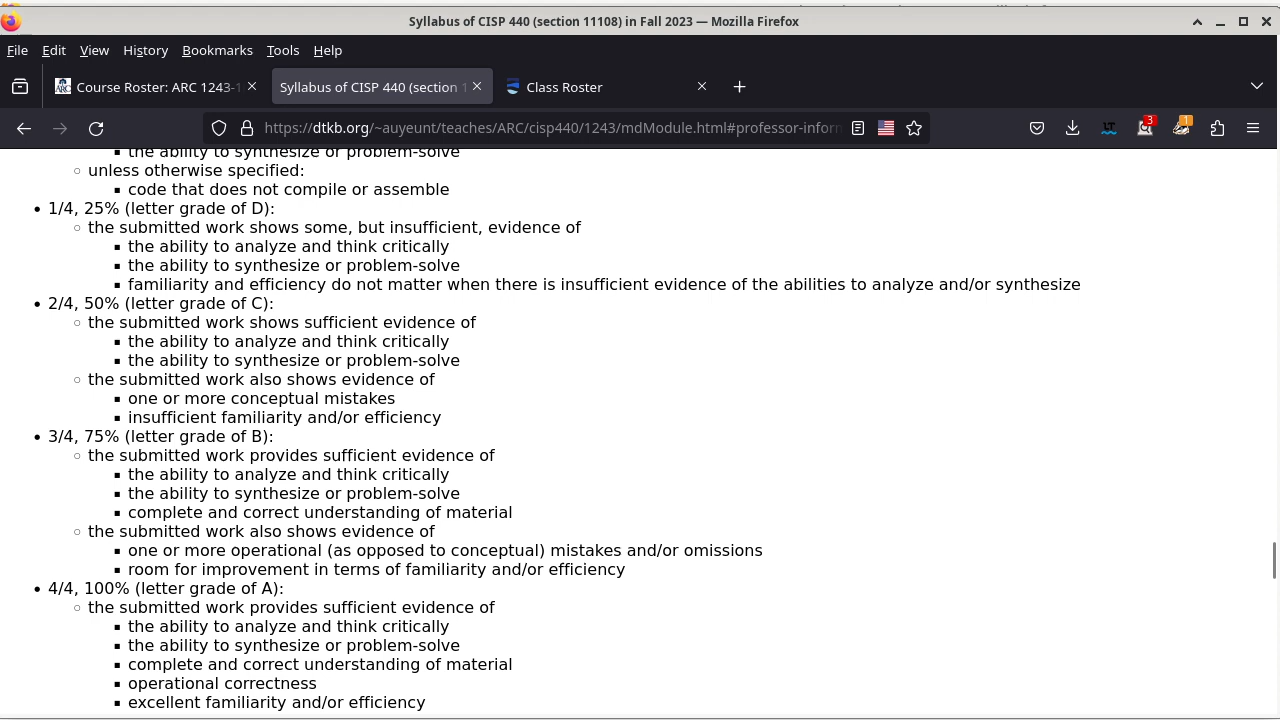 Syllabus of CISP 440 (section 11108) in Fall 2023 — Mozilla Firefox
File Edit View History Bookmarks Tools Help
ARC Course Roster: ARC 1243-1
Syllabus of CISP 440 (section 1
Class Roster
https://dtkb.org/~auyeunt/teaches/ARC/cisp440/1243/mdModule.html#professor-inform
LT 3 1
the ability to synthesize or problem-solve
unless otherwise specified:
code that does not compile or assemble
1/4, 25% (letter grade of D):
the submitted work shows some, but insufficient, evidence of
the ability to analyze and think critically
the ability to synthesize or problem-solve
familiarity and efficiency do not matter when there is insufficient evidence of the abilities to analyze and/or synthesize
2/4, 50% (letter grade of C):
the submitted work shows sufficient evidence of
the ability to analyze and think critically
the ability to synthesize or problem-solve
the submitted work also shows evidence of
one or more conceptual mistakes
insufficient familiarity and/or efficiency
3/4, 75% (letter grade of B):
the submitted work provides sufficient evidence of
the ability to analyze and think critically
the ability to synthesize or problem-solve
complete and correct understanding of material
the submitted work also shows evidence of
one or more operational (as opposed to conceptual) mistakes and/or omissions
room for improvement in terms of familiarity and/or efficiency
4/4, 100% (letter grade of A):
the submitted work provides sufficient evidence of
the ability to analyze and think critically
the ability to synthesize or problem-solve
complete and correct understanding of material
operational correctness
excellent familiarity and/or efficiency